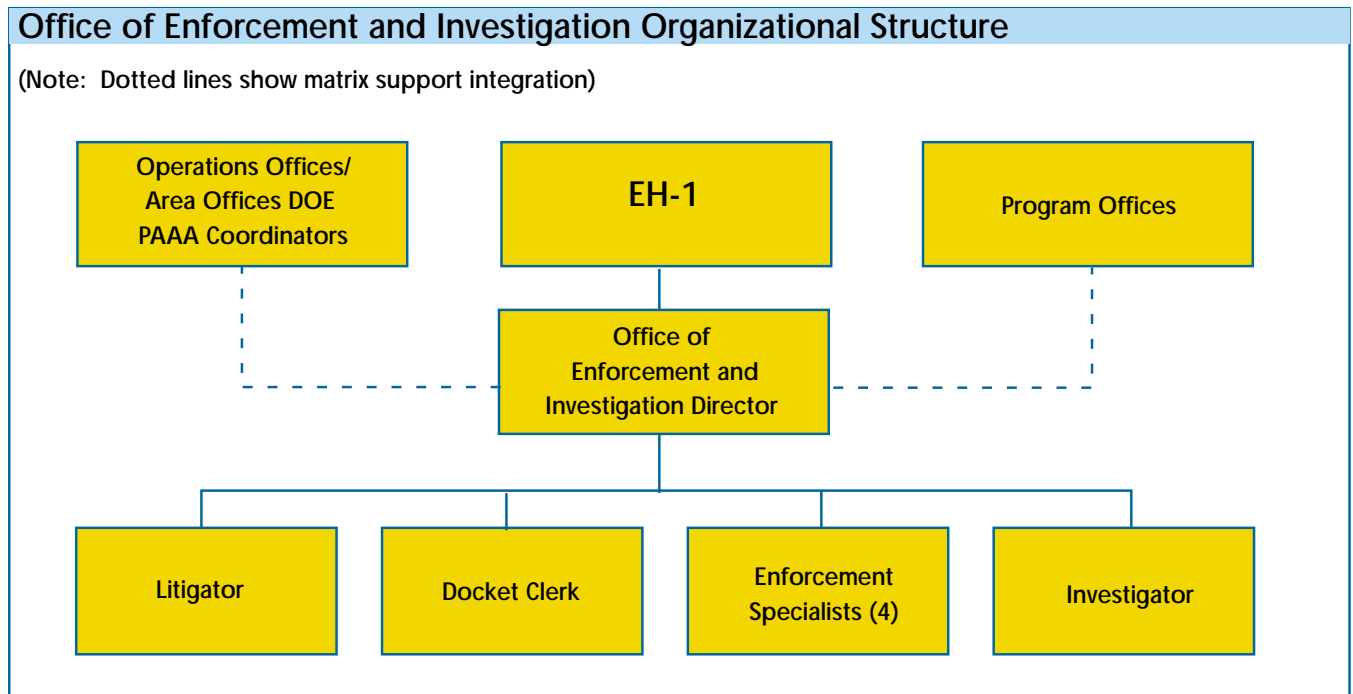 Office of Enforcement and Investigation Organizational Structure
(Note: Dotted lines show matrix support integration)
Operations Offices/
Area Offices DOE
PAAA Coordinators
EH-1
Program Offices
Office of
Enforcement and
Investigation Director
Litigator
Docket Clerk
Enforcement
Specialists (4)
Investigator